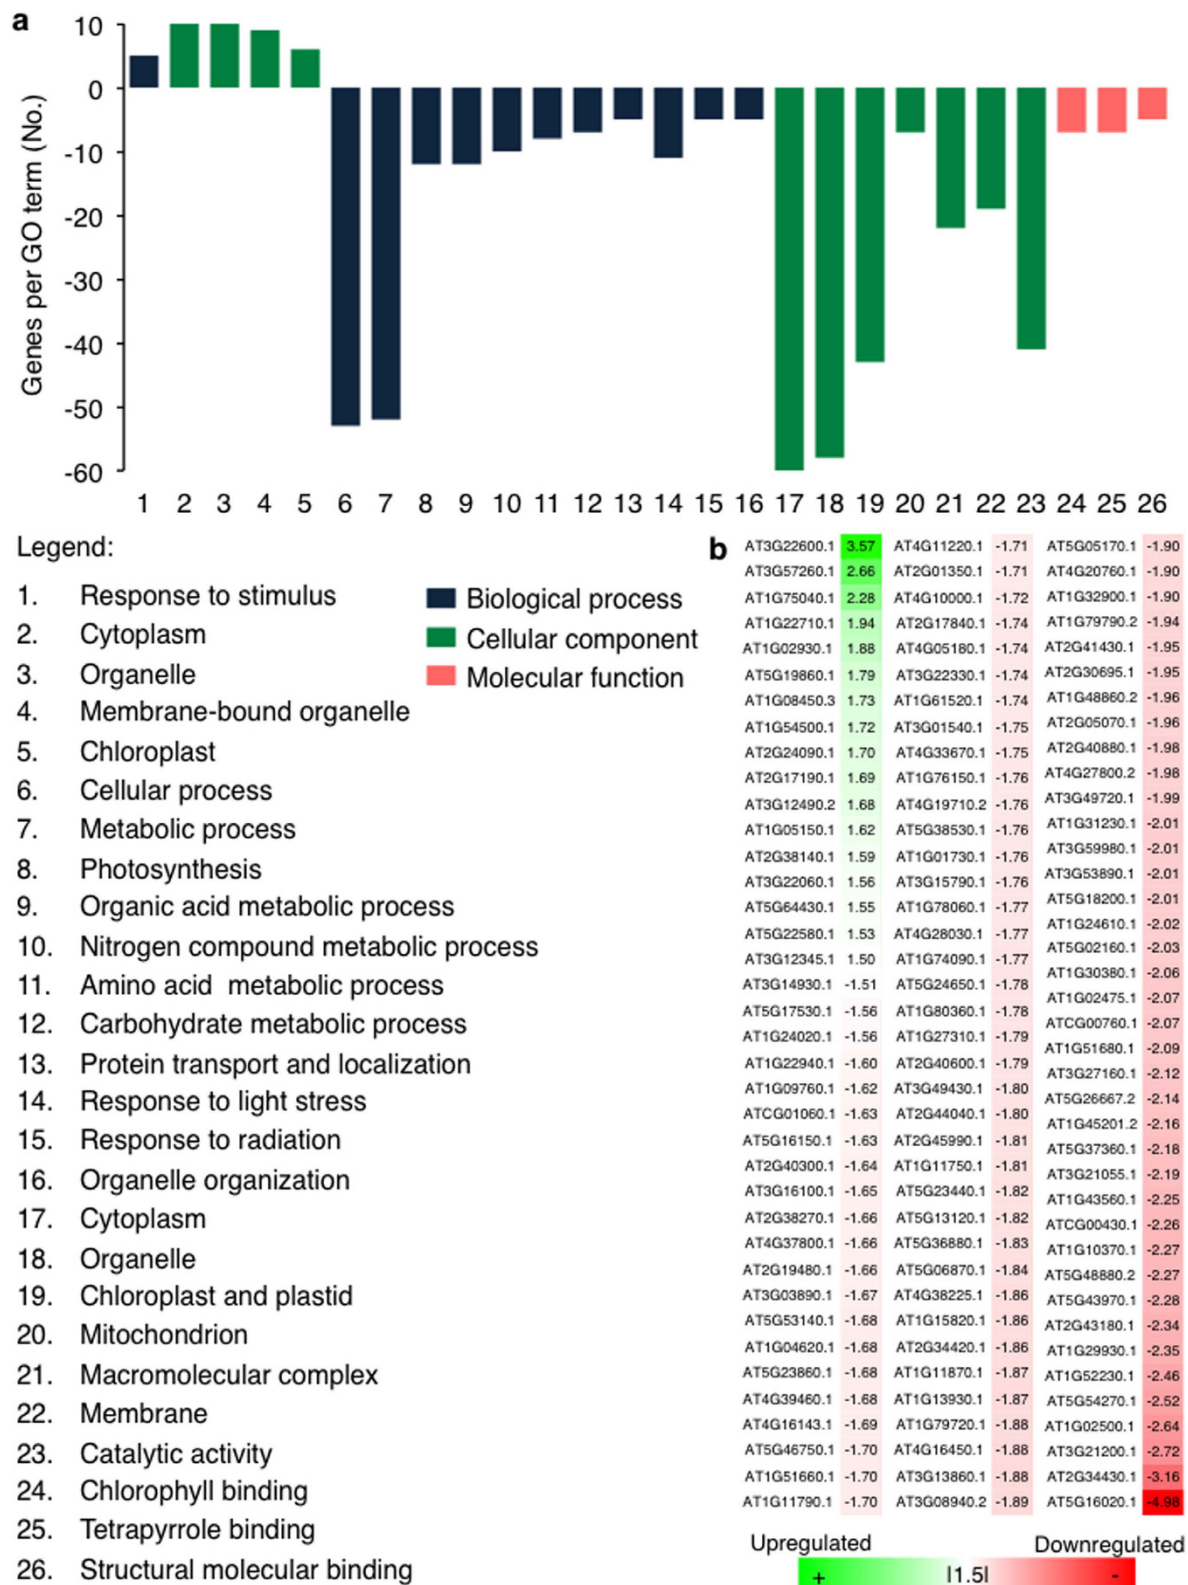 a
Genes per GO term (No.)
10
0
-10
-20
-30
-40
-50
-60
1 2 3 4 5 6 7 8 9 10 11 12 13 14 15 16 17 18 19 20 21 22 23 24 25 26
Legend:
1. Response to stimulus
2. Cytoplasm
3. Organelle
4. Membrane-bound organelle
5. Chloroplast
6. Cellular process
7. Metabolic process
8. Photosynthesis
9. Organic acid metabolic process
10. Nitrogen compound metabolic process
11. Amino acid metabolic process
12. Carbohydrate metabolic process
13. Protein transport and localization
14. Response to light stress
15. Response to radiation
16. Organelle organization
17. Cytoplasm
18. Organelle
19. Chloroplast and plastid
20. Mitochondrion
21. Macromolecular complex
22. Membrane
23. Catalytic activity
24. Chlorophyll binding
25. Tetrapyrrole binding
26. Structural molecular binding
Biological process
Cellular component
Molecular function
b
AT3G22600.1 3.57
AT3G57260.1 2.66
AT1G75040.1 2.28
AT1G22710.1 1.94
AT1G02930.1 1.88
AT5G19860.1 1.79
AT1G08450.3 1.73
AT1G54500.1 1.72
AT2G24090.1 1.70
AT2G17190.1 1.69
AT3G12490.2 1.68
AT1G05150.1 1.62
AT2G38140.1 1.59
AT3G22060.1 1.56
AT5G64430.1 1.55
AT5G22580.1 1.53
AT3G12345.1 1.50
AT3G14930.1 -1.51
AT5G17530.1 -1.56
AT1G24020.1 -1.56
AT1G22940.1 -1.60
AT1G09760.1 -1.62
ATCG01060.1 -1.63
AT5G16150.1 -1.63
AT2G40300.1 -1.64
AT3G16100.1 -1.65
AT2G38270.1 -1.66
AT4G37800.1 -1.66
AT2G19480.1 -1.66
AT3G03890.1 -1.67
AT5G53140.1 -1.68
AT1G04620.1 -1.68
AT5G23860.1 -1.68
AT4G39460.1 -1.68
AT4G16143.1 -1.69
AT5G46750.1 -1.70
AT1G51660.1 -1.70
AT1G11790.1 -1.70
AT4G11220.1 -1.71
AT2G01350.1 -1.71
AT4G10000.1 -1.72
AT2G17840.1 -1.74
AT4G05180.1 -1.74
AT3G22330.1 -1.74
AT1G61520.1 -1.74
AT3G01540.1 -1.75
AT4G33670.1 -1.75
AT1G76150.1 -1.76
AT4G19710.2 -1.76
AT5G38530.1 -1.76
AT1G01730.1 -1.76
AT3G15790.1 -1.76
AT1G78060.1 -1.77
AT4G28030.1 -1.77
AT1G74090.1 -1.77
AT5G24650.1 -1.78
AT1G80360.1 -1.78
AT1G27310.1 -1.79
AT2G40600.1 -1.79
AT3G49430.1 -1.80
AT2G44040.1 -1.80
AT2G45990.1 -1.81
AT1G11750.1 -1.81
AT5G23440.1 -1.82
AT5G13120.1 -1.82
AT5G36880.1 -1.83
AT5G06870.1 -1.84
AT4G38225.1 -1.86
AT1G15820.1 -1.86
AT2G34420.1 -1.86
AT1G11870.1 -1.87
AT1G13930.1 -1.87
AT1G79720.1 -1.88
AT4G16450.1 -1.88
AT3G13860.1 -1.88
AT3G08940.2 -1.89
AT5G05170.1 -1.90
AT4G20760.1 -1.90
AT1G32900.1 -1.90
AT1G79790.2 -1.94
AT2G41430.1 -1.95
AT2G30695.1 -1.95
AT1G48860.2 -1.96
AT2G05070.1 -1.96
AT2G40880.1 -1.98
AT4G27800.2 -1.98
AT3G49720.1 -1.99
AT1G31230.1 -2.01
AT3G59980.1 -2.01
AT3G53890.1 -2.01
AT5G18200.1 -2.01
AT1G24610.1 -2.02
AT5G02160.1 -2.03
AT1G30380.1 -2.06
AT1G02475.1 -2.07
ATCG00760.1 -2.07
AT1G51680.1 -2.09
AT3G27160.1 -2.12
AT5G26667.2 -2.14
AT1G45201.2 -2.16
AT5G37360.1 -2.18
AT3G21055.1 -2.19
AT1G43560.1 -2.25
ATCG00430.1 -2.26
AT1G10370.1 -2.27
AT5G48880.2 -2.27
AT5G43970.1 -2.28
AT2G43180.1 -2.34
AT1G29930.1 -2.35
AT1G52230.1 -2.46
AT5G54270.1 -2.52
AT1G02500.1 -2.64
AT3G21200.1 -2.72
AT2G34430.1 -3.16
AT5G16020.1 -4.98
Upregulated Downregulated
+ |1.5| -